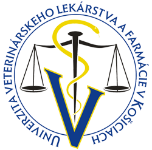 UNIVERZITA VETERINÁRSKEHO LEKÁRSTVA A FARMÁCIE V KOŠICIACH
V